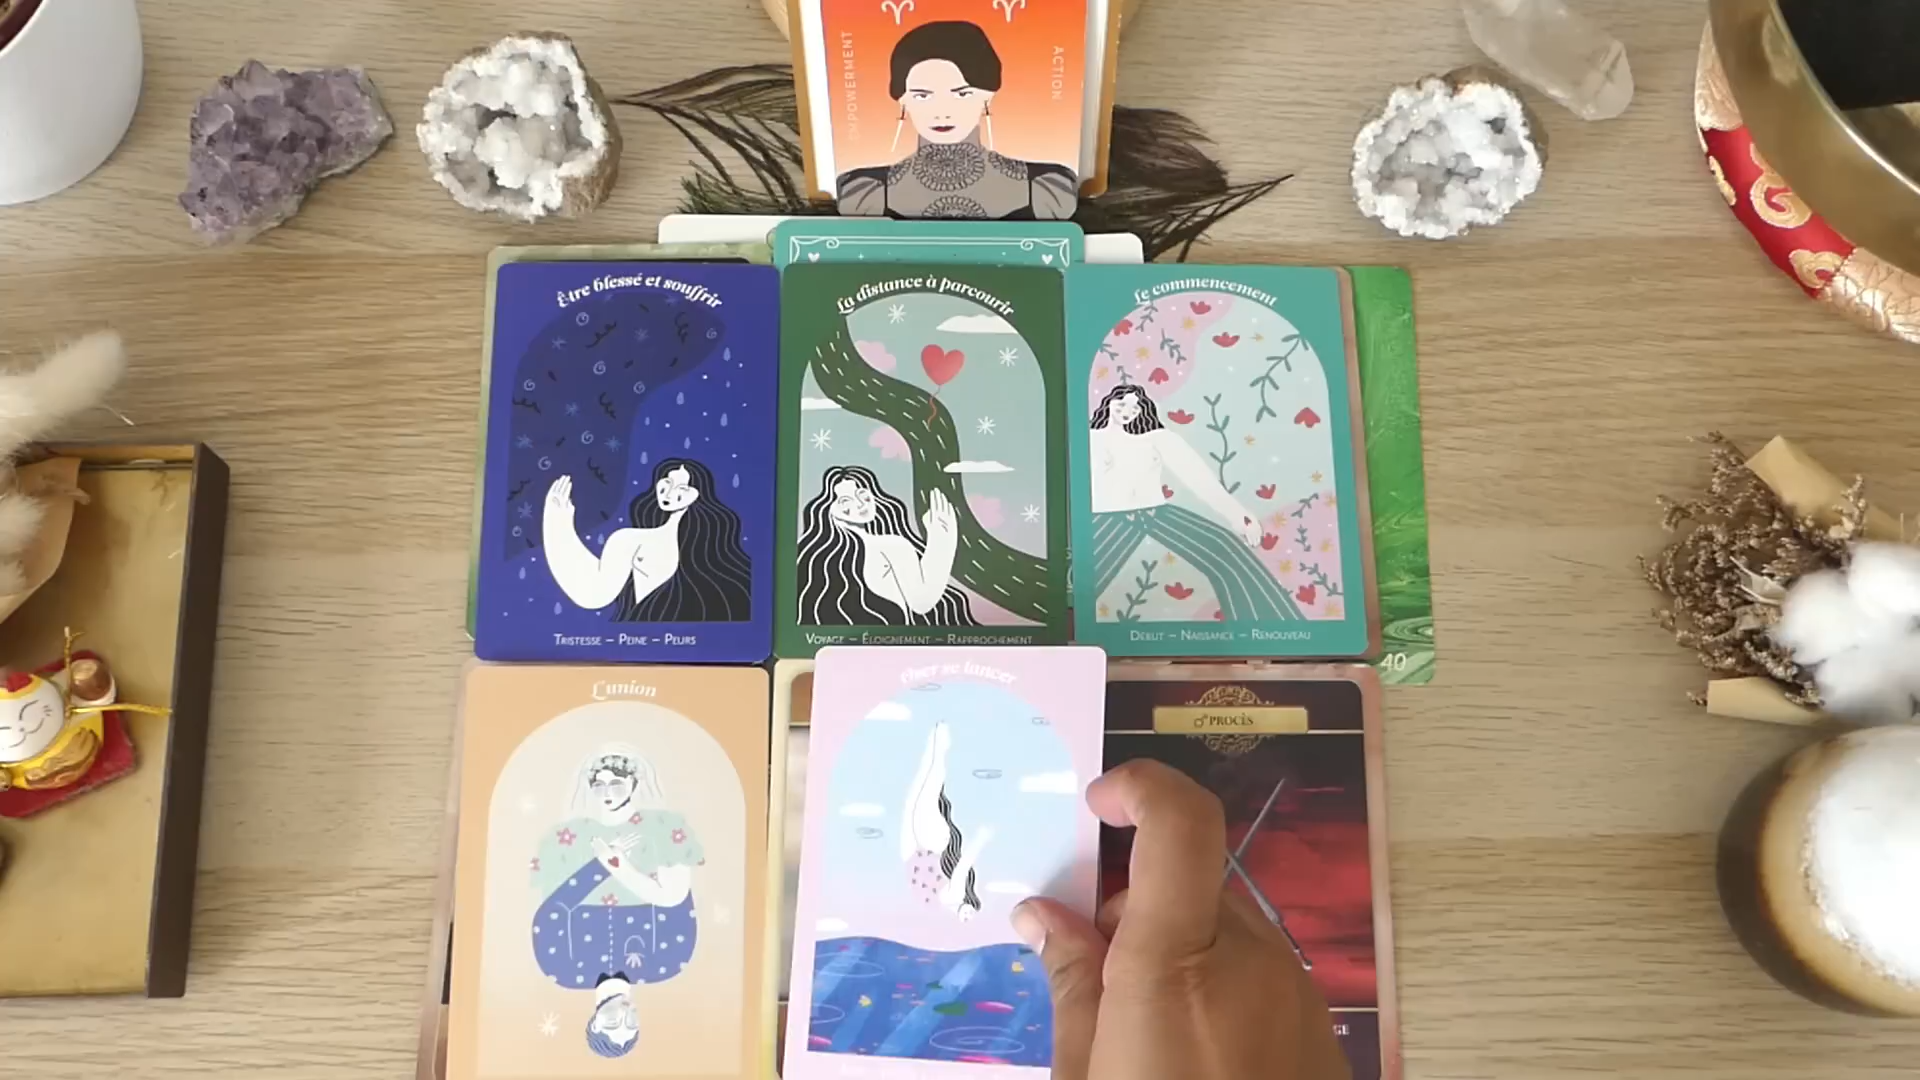 EMPOWERMENT
ACTION
Être blessé et souffrir
La distance à parcourir
Le commencement
TRISTESSE – PEINE – PEURS
VOYAGE – ÉLOIGNEMENT – RAPPROCHEMENT
DÉBUT – NAISSANCE – RENOUVEAU
40
L'union
Oser se lancer
♂ PROCÈS